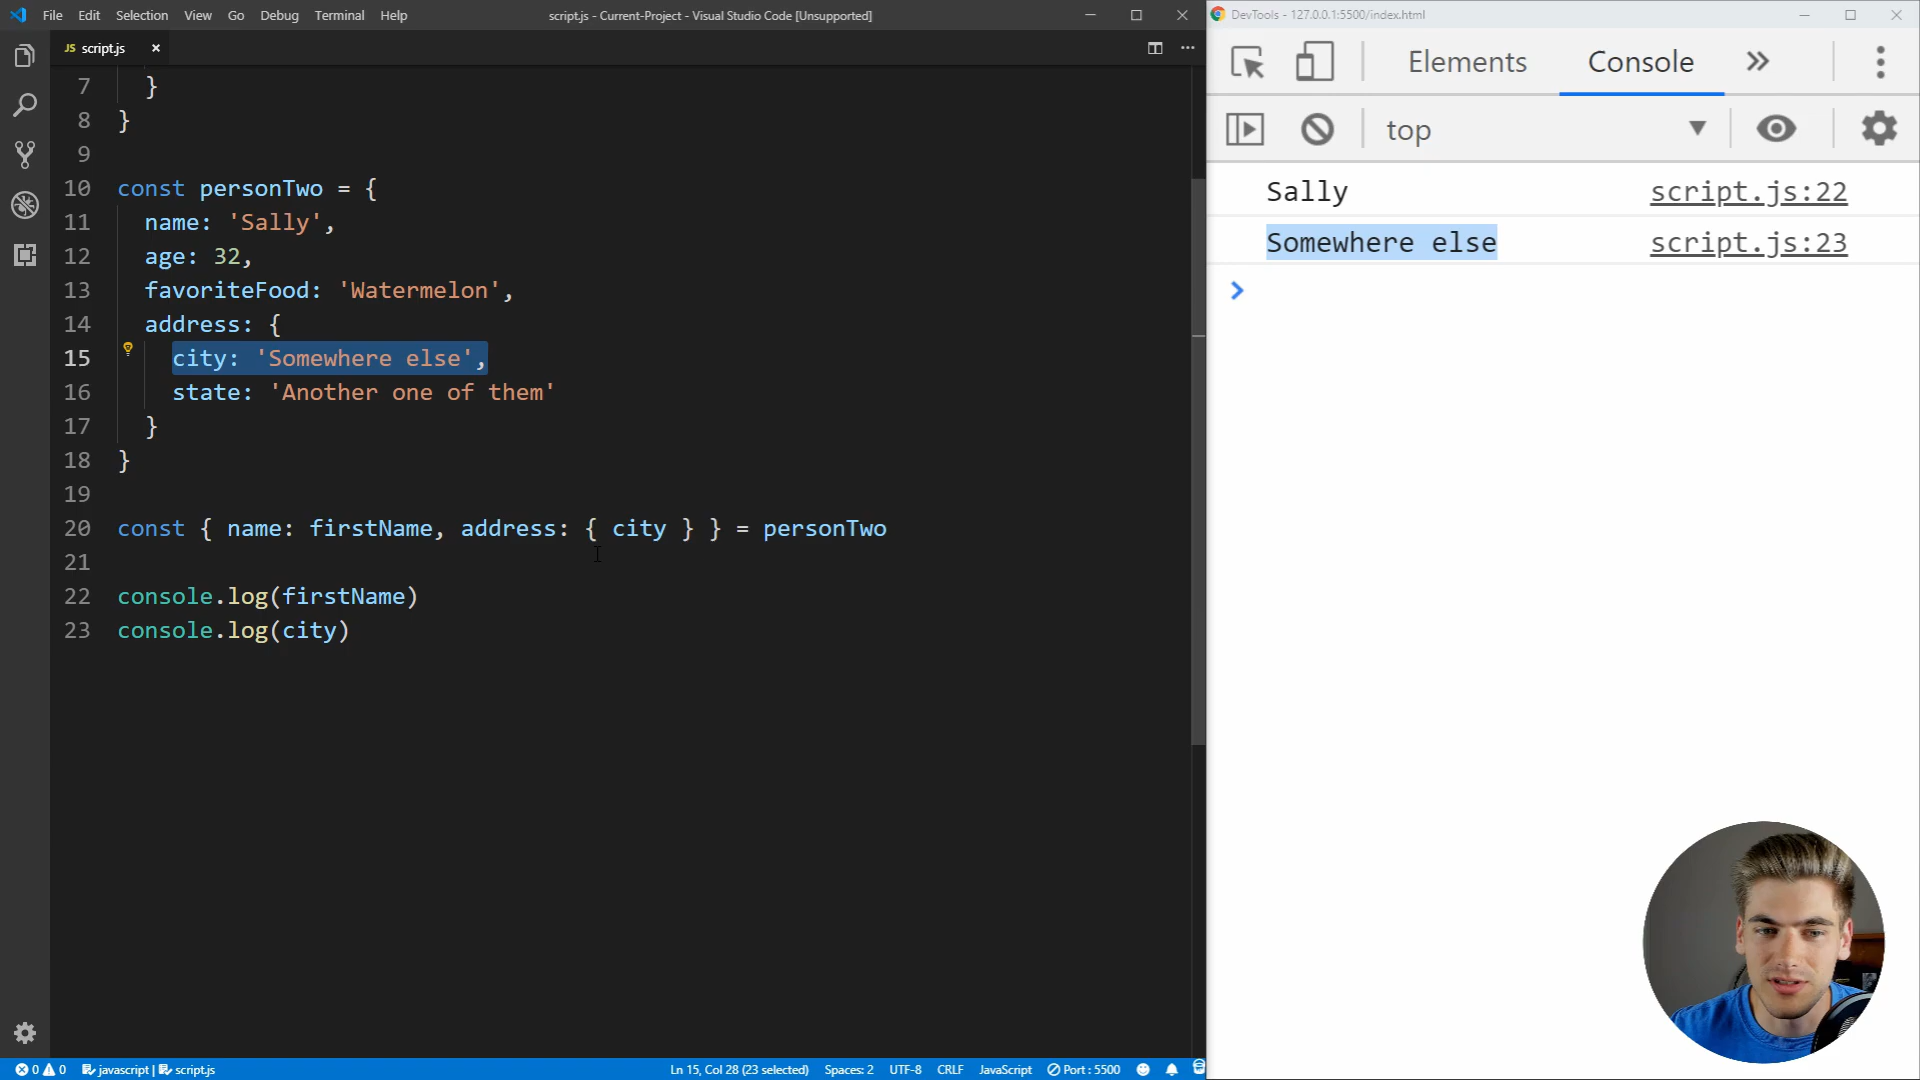 File Edit Selection View Go Debug Terminal Help
script.js - Current-Project - Visual Studio Code [Unsupported]
JS script.js
7 }
8 }
9
10 const personTwo = {
11 name: 'Sally',
12 age: 32,
13 favoriteFood: 'Watermelon',
14 address: {
15 city: 'Somewhere else',
16 state: 'Another one of them'
17 }
18 }
19
20 const { name: firstName, address: { city } } = personTwo
21
22 console.log(firstName)
23 console.log(city)
0 0 javascript | script.js
Ln 15, Col 28 (23 selected) Spaces: 2 UTF-8 CRLF JavaScript Port : 5500
DevTools - 127.0.0.1:5500/index.html
Elements Console
top
Sally script.js:22
Somewhere else script.js:23